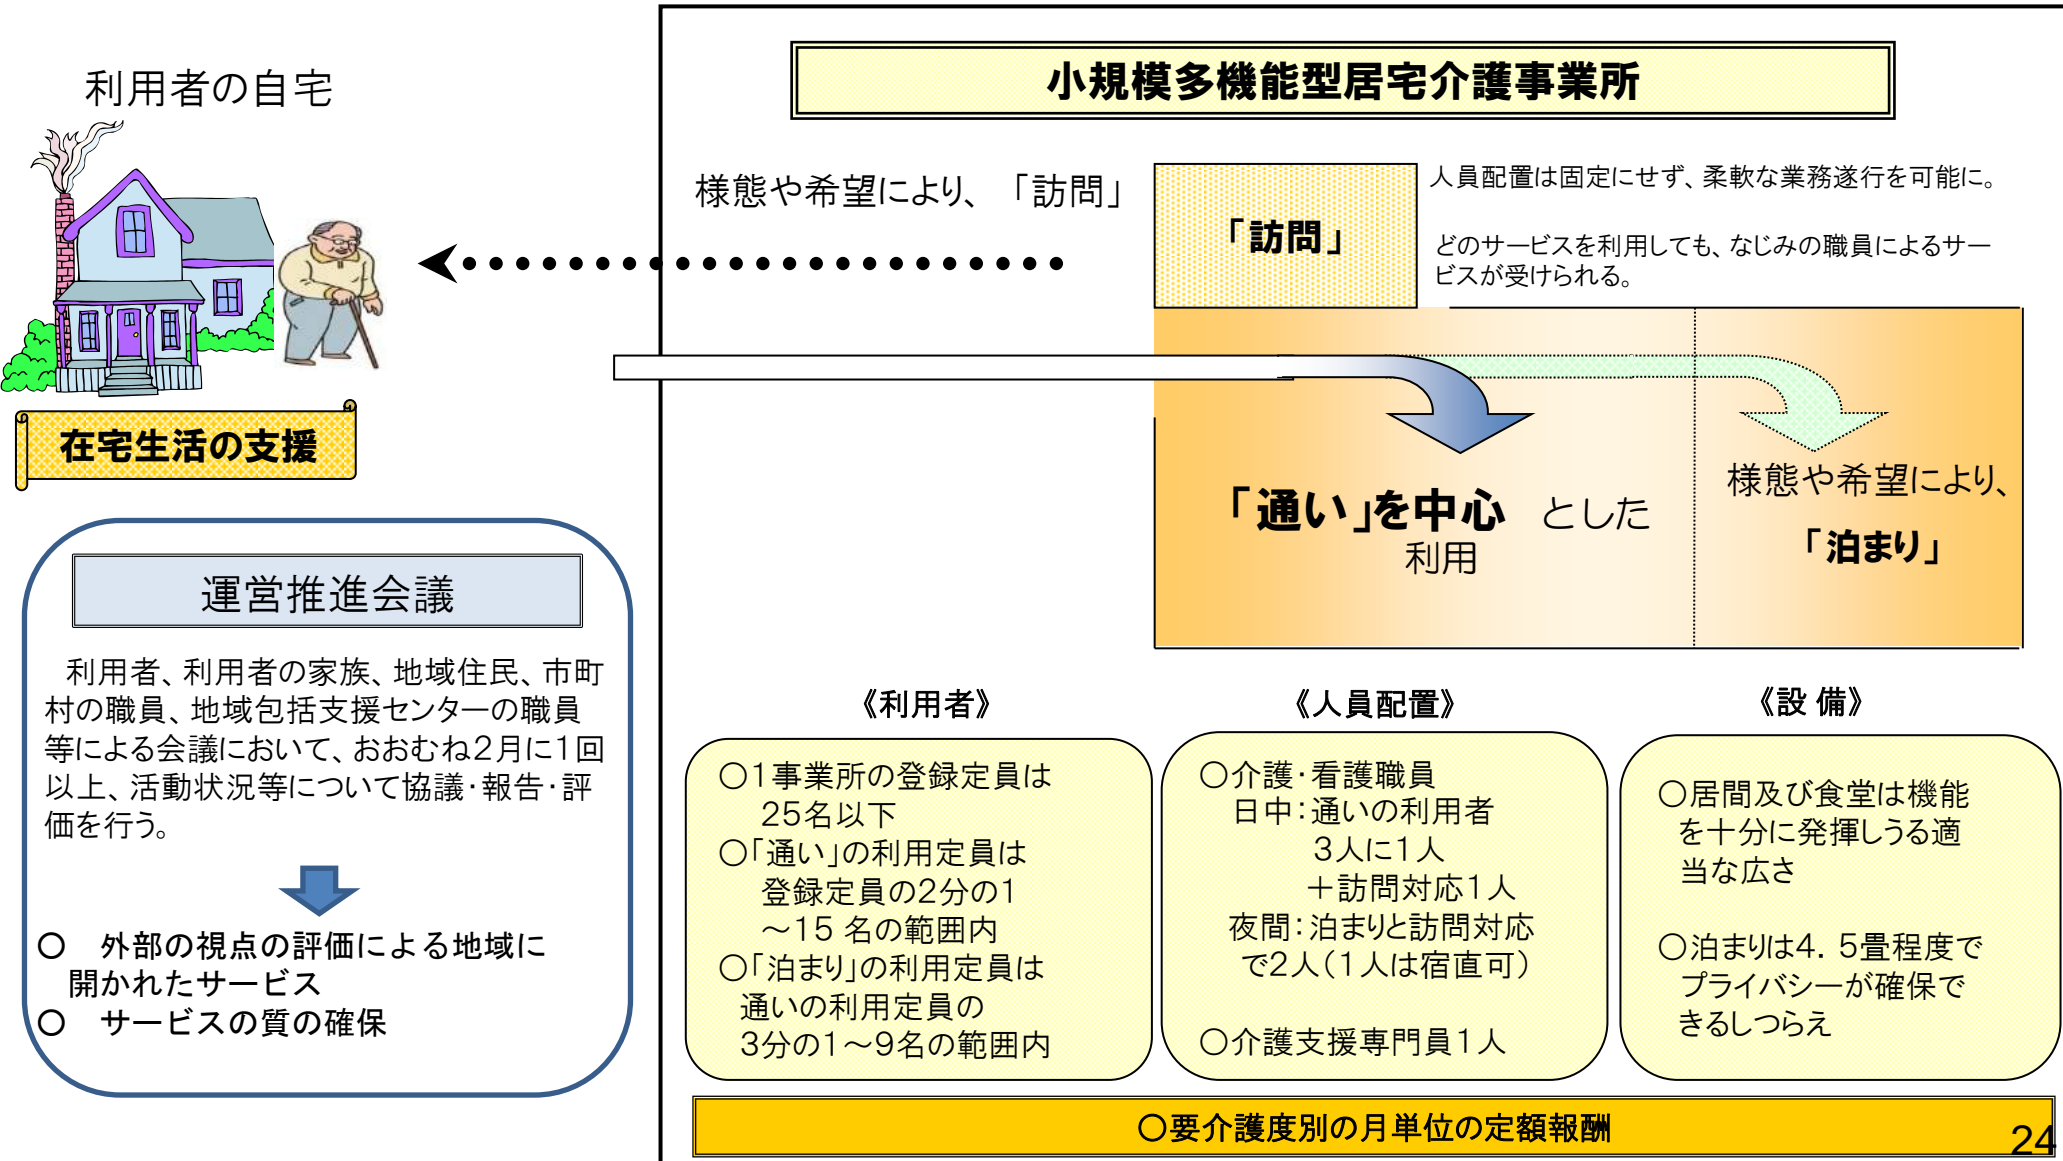 利用者の自宅
在宅生活の支援
運営推進会議
利用者、利用者の家族、地域住民、市町
村の職員、地域包括支援センターの職員
等による会議において、おおむね2月に1回
以上、活動状況等について協議・報告・評
価を行う。
○　外部の視点の評価による地域に
開かれたサービス
○　サービスの質の確保
小規模多機能型居宅介護事業所
様態や希望により、「訪問」
「訪問」
人員配置は固定にせず、柔軟な業務遂行を可能に。
どのサービスを利用しても、なじみの職員によるサー
ビスが受けられる。
「通い」を中心　とした
利用
様態や希望により、
「泊まり」
《利用者》
○1事業所の登録定員は
25名以下
○「通い」の利用定員は
登録定員の2分の1
～15 名の範囲内
○「泊まり」の利用定員は
通いの利用定員の
3分の1～9名の範囲内
《人員配置》
○介護・看護職員
日中：通いの利用者
3人に1人
＋訪問対応1人
夜間：泊まりと訪問対応
で2人（1人は宿直可）
○介護支援専門員1人
《設 備》
○居間及び食堂は機能
を十分に発揮しうる適
当な広さ
○泊まりは4．5畳程度で
プライバシーが確保で
きるしつらえ
○要介護度別の月単位の定額報酬
24